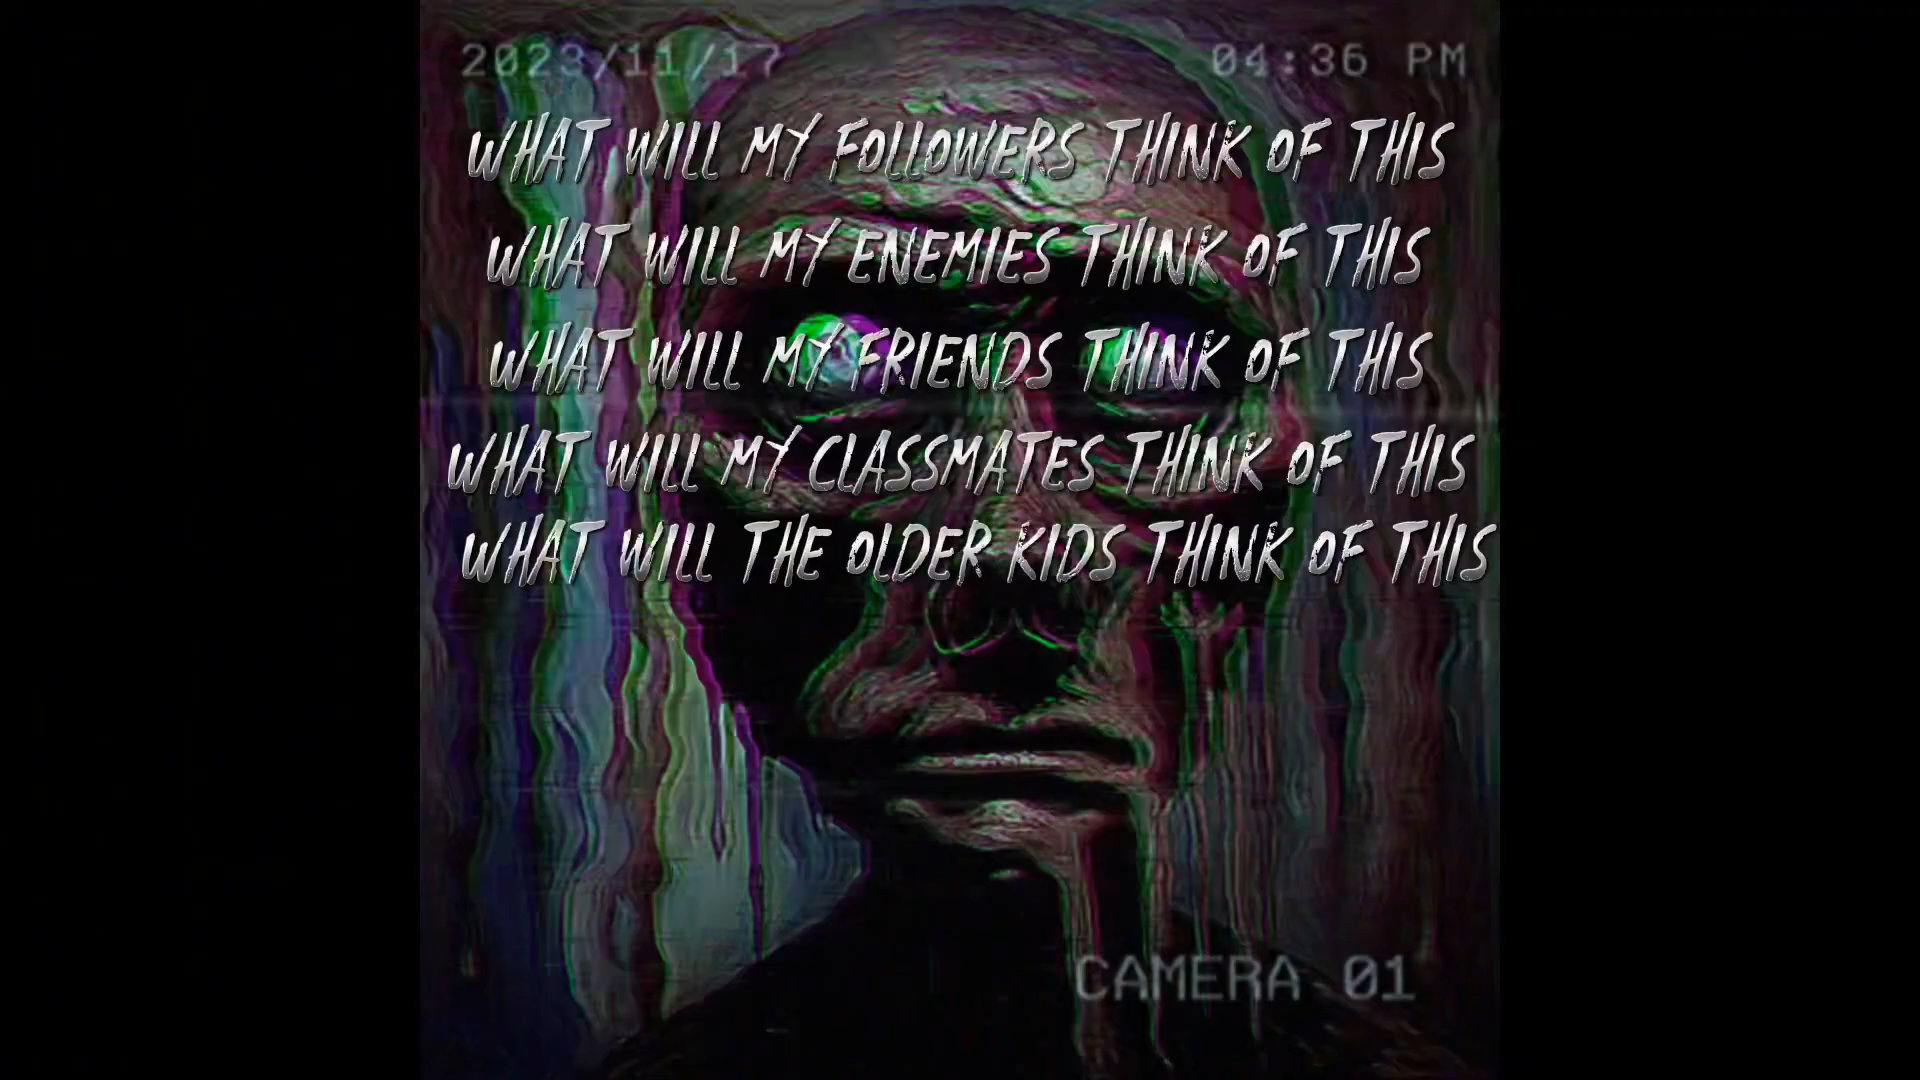 2023/11/17 04:36 PM
WHAT WILL MY FOLLOWERS THINK OF THIS
WHAT WILL MY ENEMIES THINK OF THIS
WHAT WILL MY FRIENDS THINK OF THIS
WHAT WILL MY CLASSMATES THINK OF THIS
WHAT WILL THE OLDER KIDS THINK OF THIS
CAMERA 01